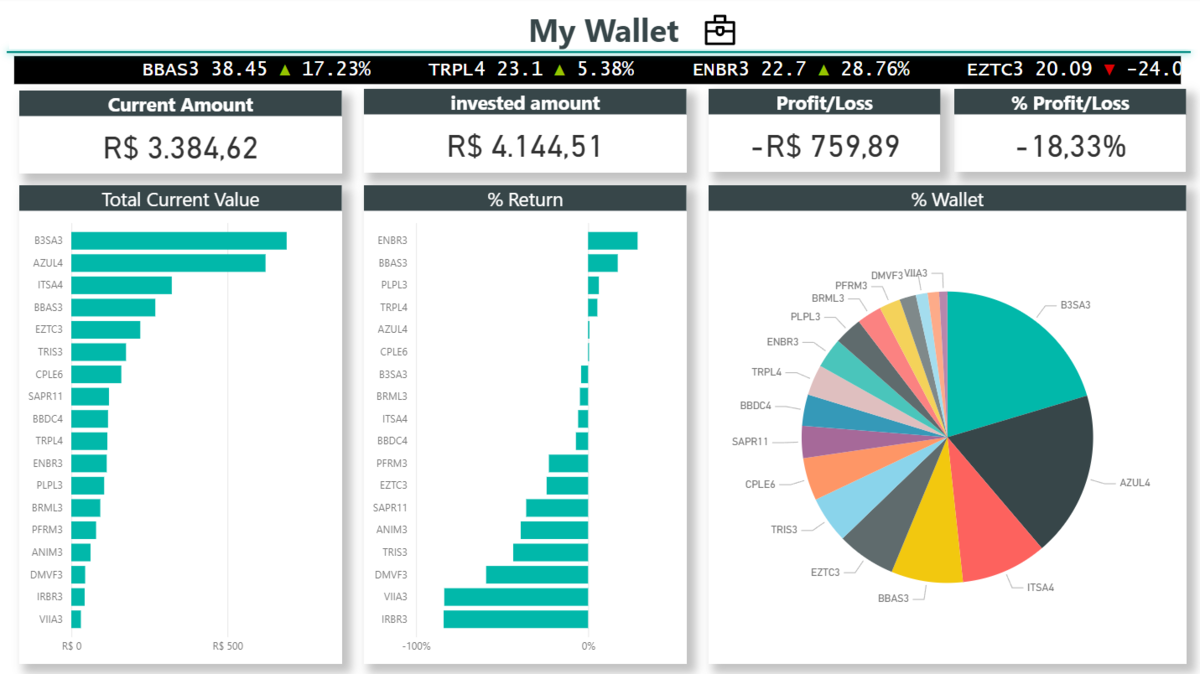 My Wallet
BBAS3 38.45 ▲ 17.23% TRPL4 23.1 ▲ 5.38% ENBR3 22.7 ▲ 28.76% EZTC3 20.09 ▼ -24.0
Current Amount
R$ 3.384,62
invested amount
R$ 4.144,51
Profit/Loss
-R$ 759,89
% Profit/Loss
-18,33%
Total Current Value
B3SA3
AZUL4
ITSA4
BBAS3
EZTC3
TRIS3
CPLE6
SAPR11
BBDC4
TRPL4
ENBR3
PLPL3
BRML3
PFRM3
ANIM3
DMVF3
IRBR3
VIIA3
R$ 0 R$ 500
% Return
ENBR3
BBAS3
PLPL3
TRPL4
AZUL4
CPLE6
B3SA3
BRML3
ITSA4
BBDC4
PFRM3
EZTC3
SAPR11
ANIM3
TRIS3
DMVF3
VIIA3
IRBR3
-100% 0%
% Wallet
B3SA3
AZUL4
ITSA4
BBAS3
EZTC3
TRIS3
CPLE6
SAPR11
BBDC4
TRPL4
ENBR3
PLPL3
BRML3
PFRM3
DMVF3
VIIA3